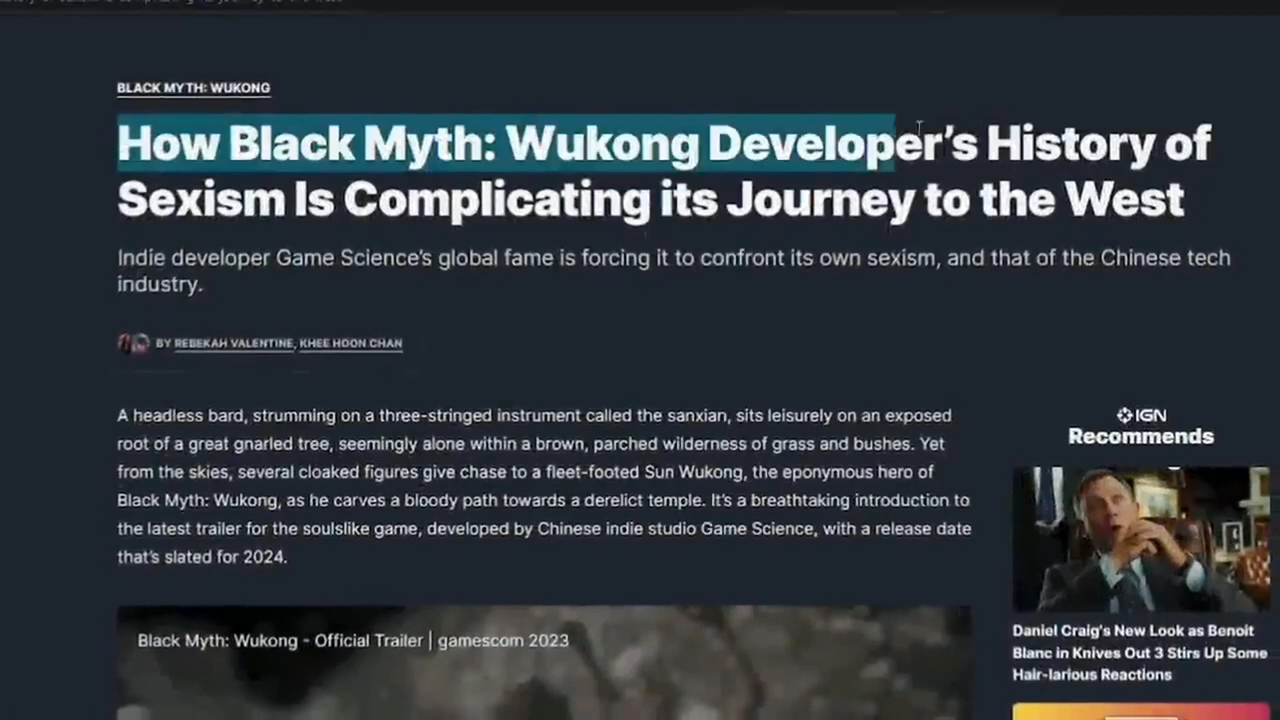 BLACK MYTH: WUKONG
How Black Myth: Wukong Developer's History of
Sexism Is Complicating its Journey to the West
Indie developer Game Science's global fame is forcing it to confront its own sexism, and that of the Chinese tech
industry.
BY REBEKAH VALENTINE, KHEE HOON CHAN
A headless bard, strumming on a three-stringed instrument called the sanxian, sits leisurely on an exposed
root of a great gnarled tree, seemingly alone within a brown, parched wilderness of grass and bushes. Yet
from the skies, several cloaked figures give chase to a fleet-footed Sun Wukong, the eponymous hero of
Black Myth: Wukong, as he carves a bloody path towards a derelict temple. It's a breathtaking introduction to
the latest trailer for the soulslike game, developed by Chinese indie studio Game Science, with a release date
that's slated for 2024.
Black Myth: Wukong - Official Trailer | gamescom 2023
IGN
Recommends
Daniel Craig's New Look as Benoit
Blanc in Knives Out 3 Stirs Up Some
Hair-larious Reactions